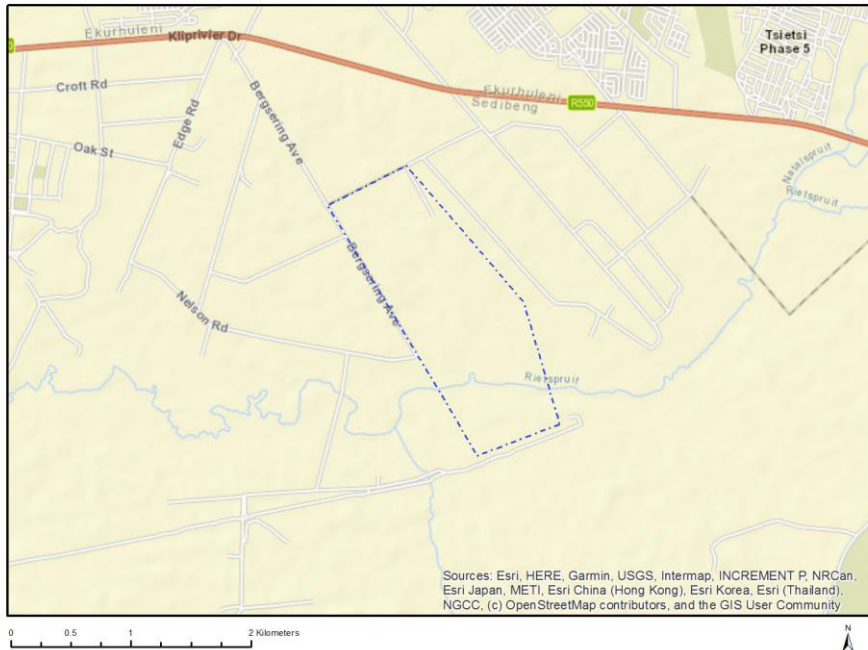 Ekurhuleni
Kliprivier Dr
Tsietsi
Phase 5
Croft Rd
Edge Rd
Bergsering Ave
Ekurhuleni
Sedibeng
R550
Oak St
Natalspruit
Rietspruit
Bergsering Ave
Nelson Rd
Rietspruit
Sources: Esri, HERE, Garmin, USGS, Intermap, INCREMENT P, NRCan,
Esri Japan, METI, Esri China (Hong Kong), Esri Korea, Esri (Thailand),
NGCC, (c) OpenStreetMap contributors, and the GIS User Community
0 0.5 1 2 Kilometers
N